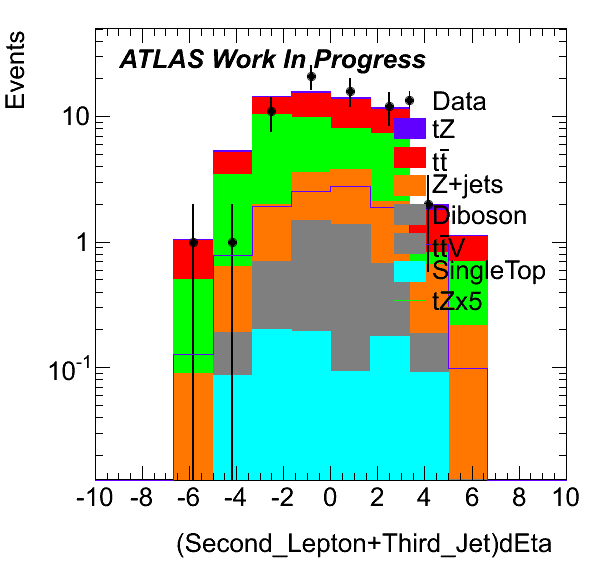 Events
ATLAS Work In Progress
Data
tZ
tt̄
Z+jets
Diboson
tt̄V
SingleTop
tZx5
10
1
10⁻¹
-10 -8 -6 -4 -2 0 2 4 6 8 10
(Second_Lepton+Third_Jet)dEta